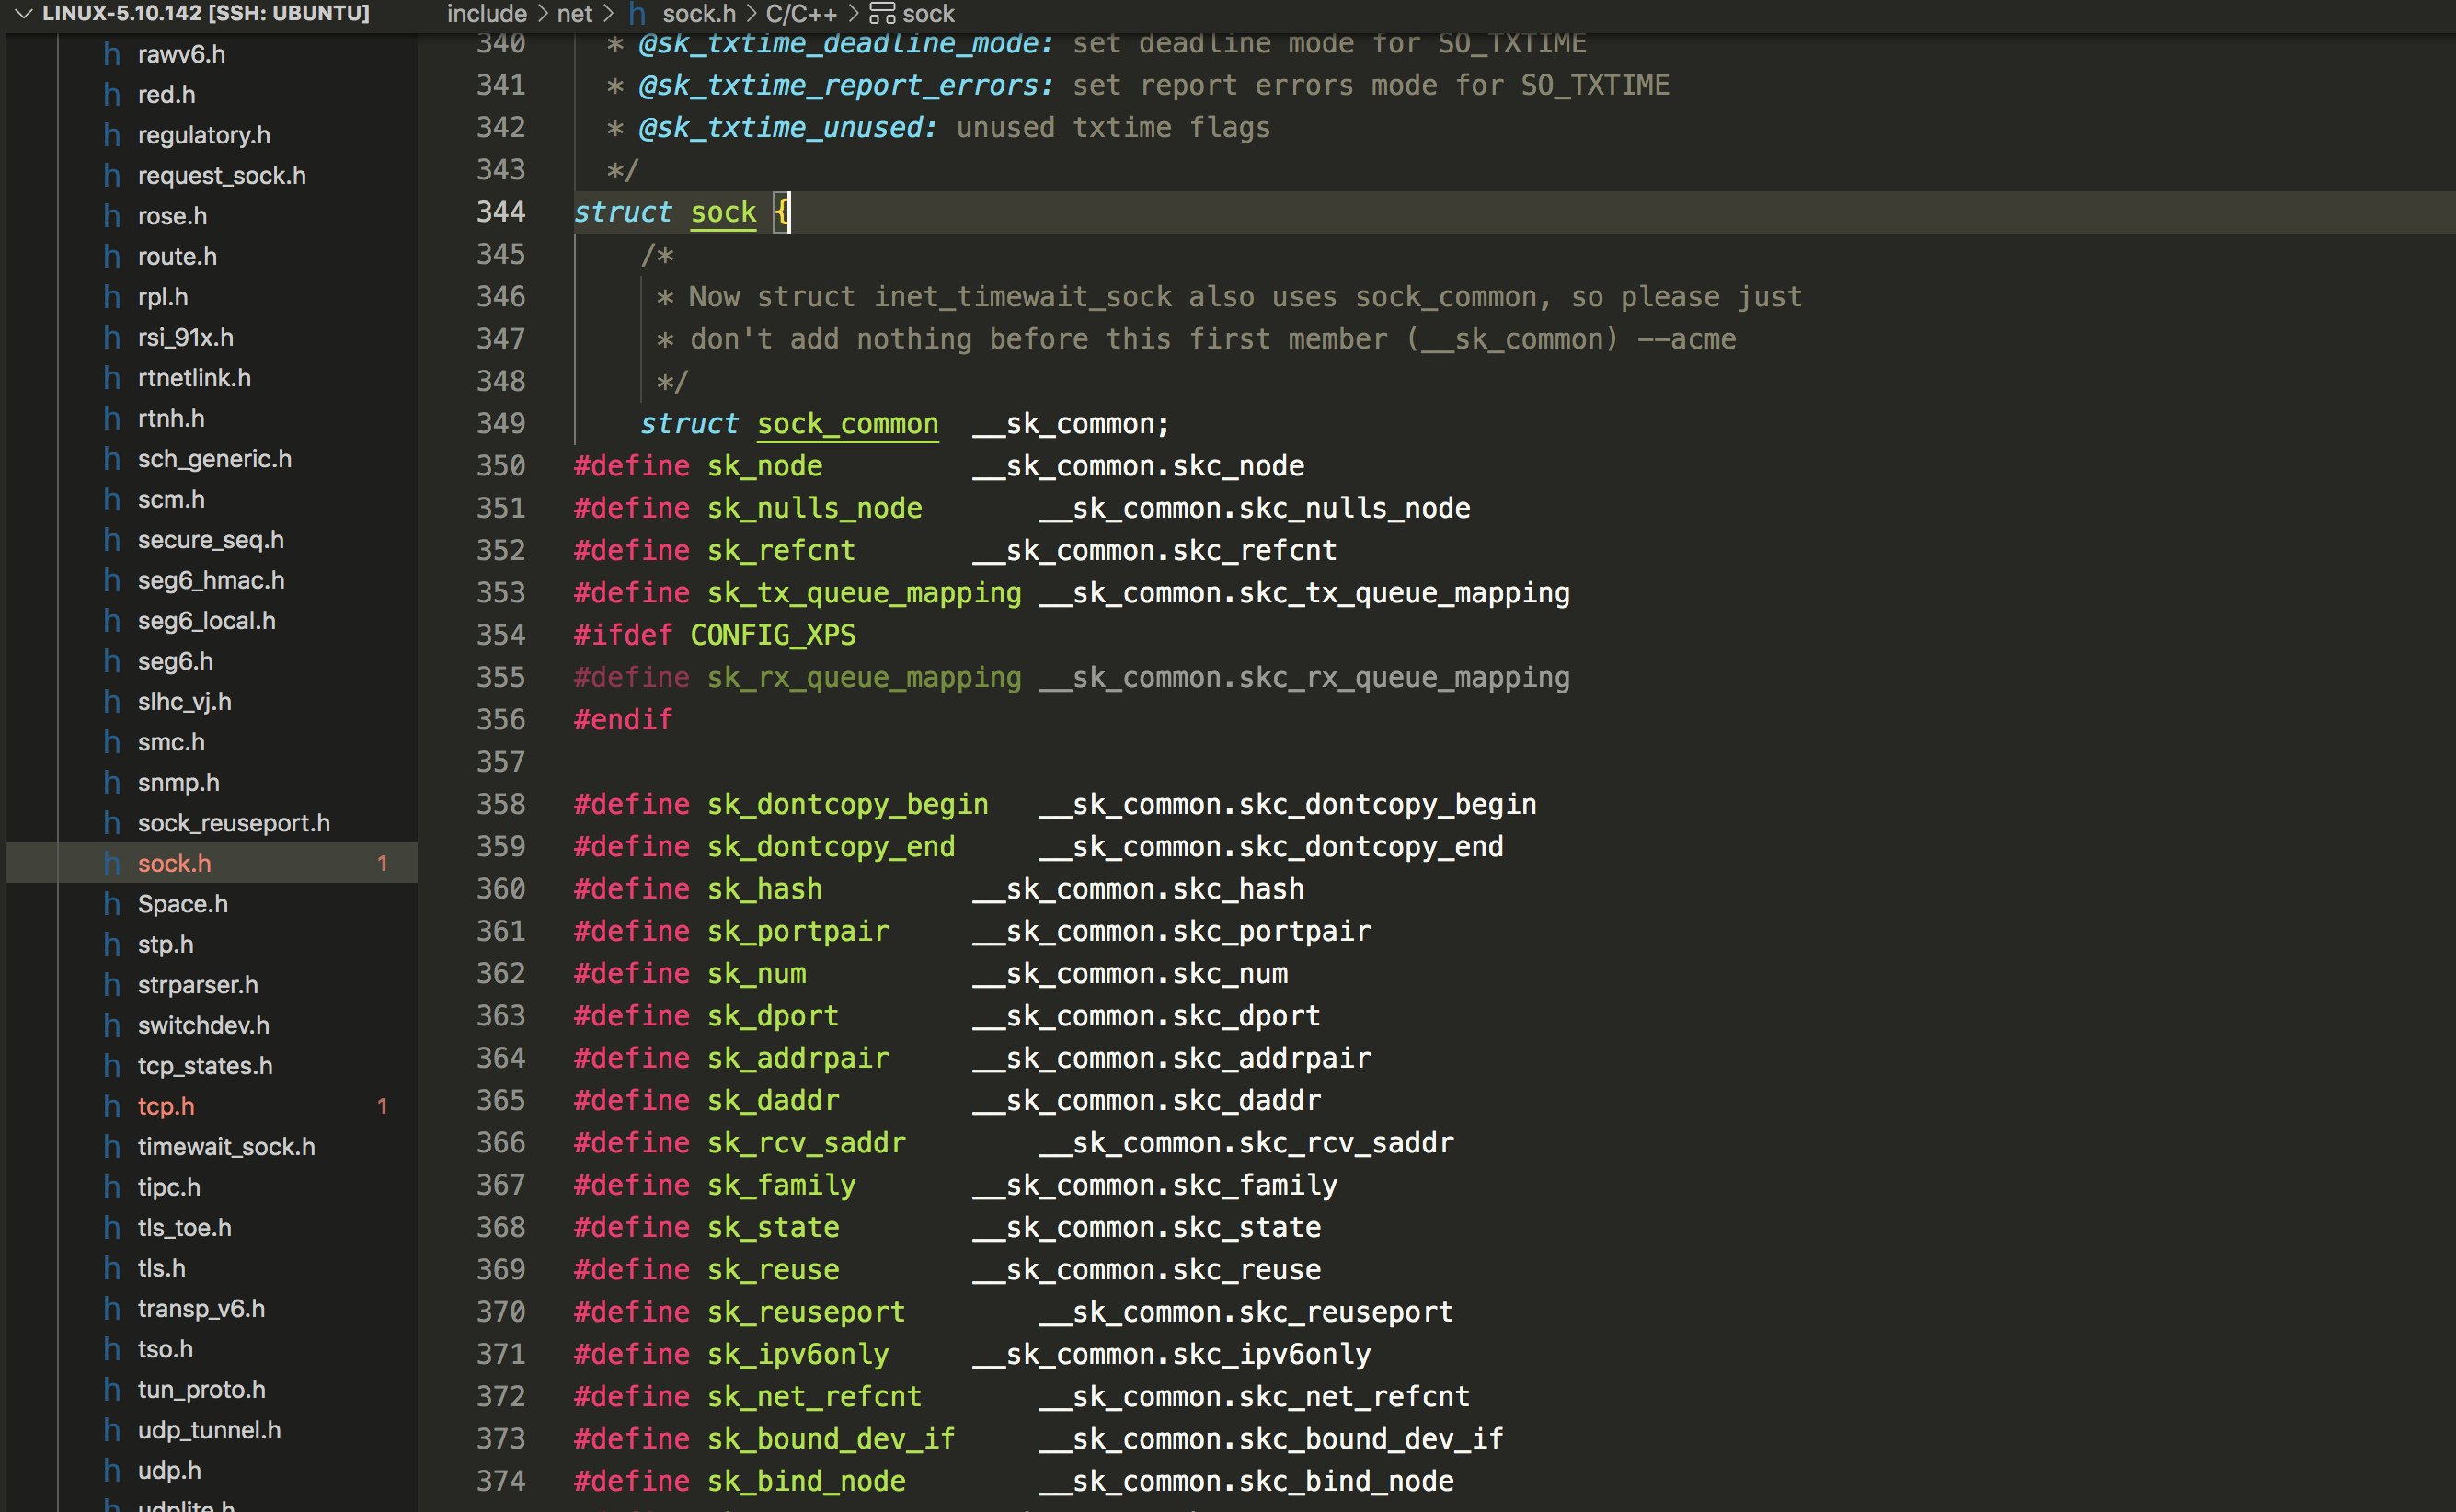 LINUX-5.10.142 [SSH: UBUNTU]
rawv6.h
red.h
regulatory.h
request_sock.h
rose.h
route.h
rpl.h
rsi_91x.h
rtnetlink.h
rtnh.h
sch_generic.h
scm.h
secure_seq.h
seg6_hmac.h
seg6_local.h
seg6.h
slhc_vj.h
smc.h
snmp.h
sock_reuseport.h
sock.h 1
Space.h
stp.h
strparser.h
switchdev.h
tcp_states.h
tcp.h 1
timewait_sock.h
tipc.h
tls_toe.h
tls.h
transp_v6.h
tso.h
tun_proto.h
udp_tunnel.h
udp.h
udplite.h
include > net > h sock.h > C/C++ > sock
340 * @sk_txtime_deadline_mode: set deadline mode for SO_TXTIME
341 * @sk_txtime_report_errors: set report errors mode for SO_TXTIME
342 * @sk_txtime_unused: unused txtime flags
343 */
344 struct sock {
345 /*
346 * Now struct inet_timewait_sock also uses sock_common, so please just
347 * don't add nothing before this first member (__sk_common) --acme
348 */
349 struct sock_common __sk_common;
350 #define sk_node __sk_common.skc_node
351 #define sk_nulls_node __sk_common.skc_nulls_node
352 #define sk_refcnt __sk_common.skc_refcnt
353 #define sk_tx_queue_mapping __sk_common.skc_tx_queue_mapping
354 #ifdef CONFIG_XPS
355 #define sk_rx_queue_mapping __sk_common.skc_rx_queue_mapping
356 #endif
357
358 #define sk_dontcopy_begin __sk_common.skc_dontcopy_begin
359 #define sk_dontcopy_end __sk_common.skc_dontcopy_end
360 #define sk_hash __sk_common.skc_hash
361 #define sk_portpair __sk_common.skc_portpair
362 #define sk_num __sk_common.skc_num
363 #define sk_dport __sk_common.skc_dport
364 #define sk_addrpair __sk_common.skc_addrpair
365 #define sk_daddr __sk_common.skc_daddr
366 #define sk_rcv_saddr __sk_common.skc_rcv_saddr
367 #define sk_family __sk_common.skc_family
368 #define sk_state __sk_common.skc_state
369 #define sk_reuse __sk_common.skc_reuse
370 #define sk_reuseport __sk_common.skc_reuseport
371 #define sk_ipv6only __sk_common.skc_ipv6only
372 #define sk_net_refcnt __sk_common.skc_net_refcnt
373 #define sk_bound_dev_if __sk_common.skc_bound_dev_if
374 #define sk_bind_node __sk_common.skc_bind_node